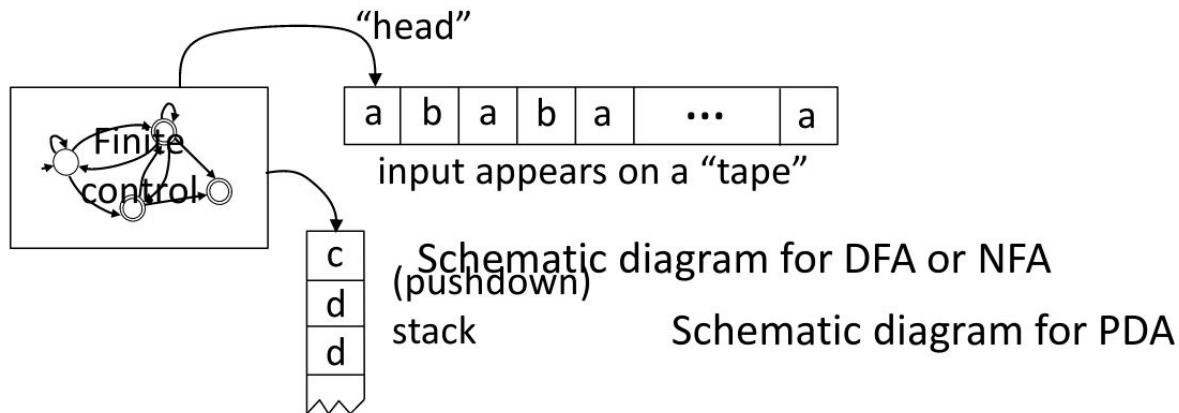 “head”
a b a b a ... a
Finite
control
input appears on a “tape”
c
d
d
(pushdown)
stack
Schematic diagram for DFA or NFA
Schematic diagram for PDA